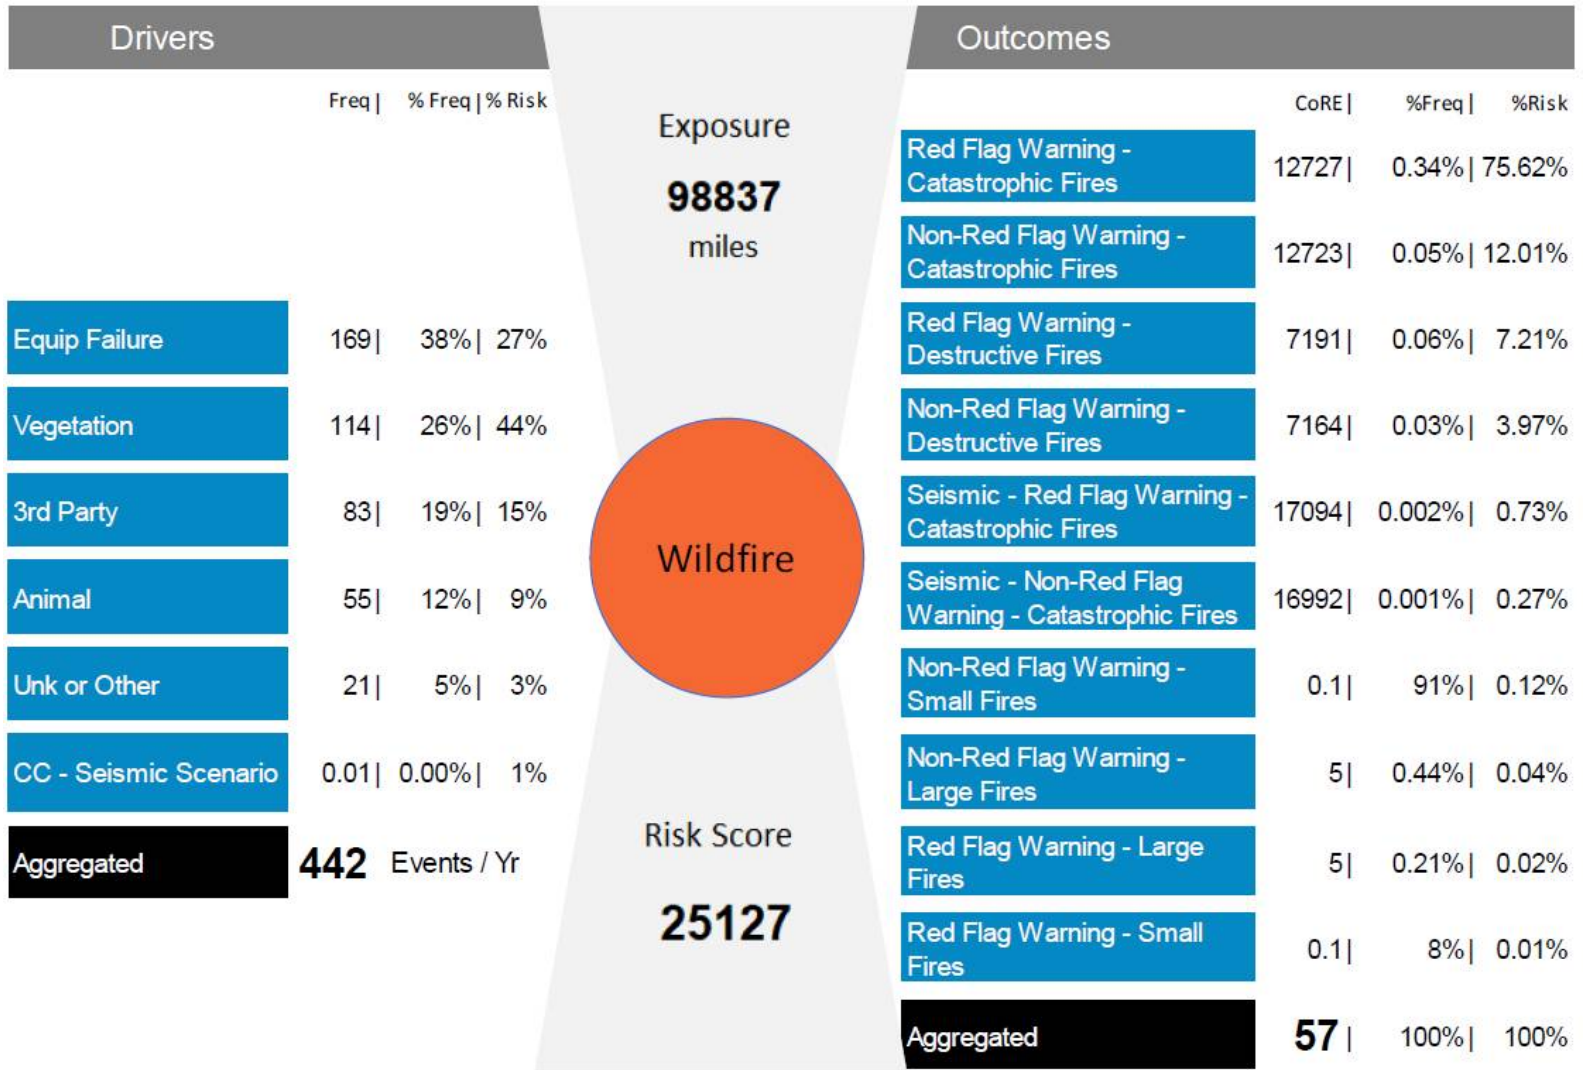 Drivers
Freq | % Freq | % Risk
Equip Failure 169| 38%| 27%
Vegetation 114| 26%| 44%
3rd Party 83| 19%| 15%
Animal 55| 12%| 9%
Unk or Other 21| 5%| 3%
CC - Seismic Scenario 0.01| 0.00%| 1%
Aggregated 442 Events / Yr
Exposure
98837
miles
Wildfire
Risk Score
25127
Outcomes
CoRE| %Freq| %Risk
Red Flag Warning -
Catastrophic Fires 12727| 0.34%| 75.62%
Non-Red Flag Warning -
Catastrophic Fires 12723| 0.05%| 12.01%
Red Flag Warning -
Destructive Fires 7191| 0.06%| 7.21%
Non-Red Flag Warning -
Destructive Fires 7164| 0.03%| 3.97%
Seismic - Red Flag Warning -
Catastrophic Fires 17094| 0.002%| 0.73%
Seismic - Non-Red Flag
Warning - Catastrophic Fires 16992| 0.001%| 0.27%
Non-Red Flag Warning -
Small Fires 0.1| 91%| 0.12%
Non-Red Flag Warning -
Large Fires 5| 0.44%| 0.04%
Red Flag Warning - Large
Fires 5| 0.21%| 0.02%
Red Flag Warning - Small
Fires 0.1| 8%| 0.01%
Aggregated 57| 100%| 100%